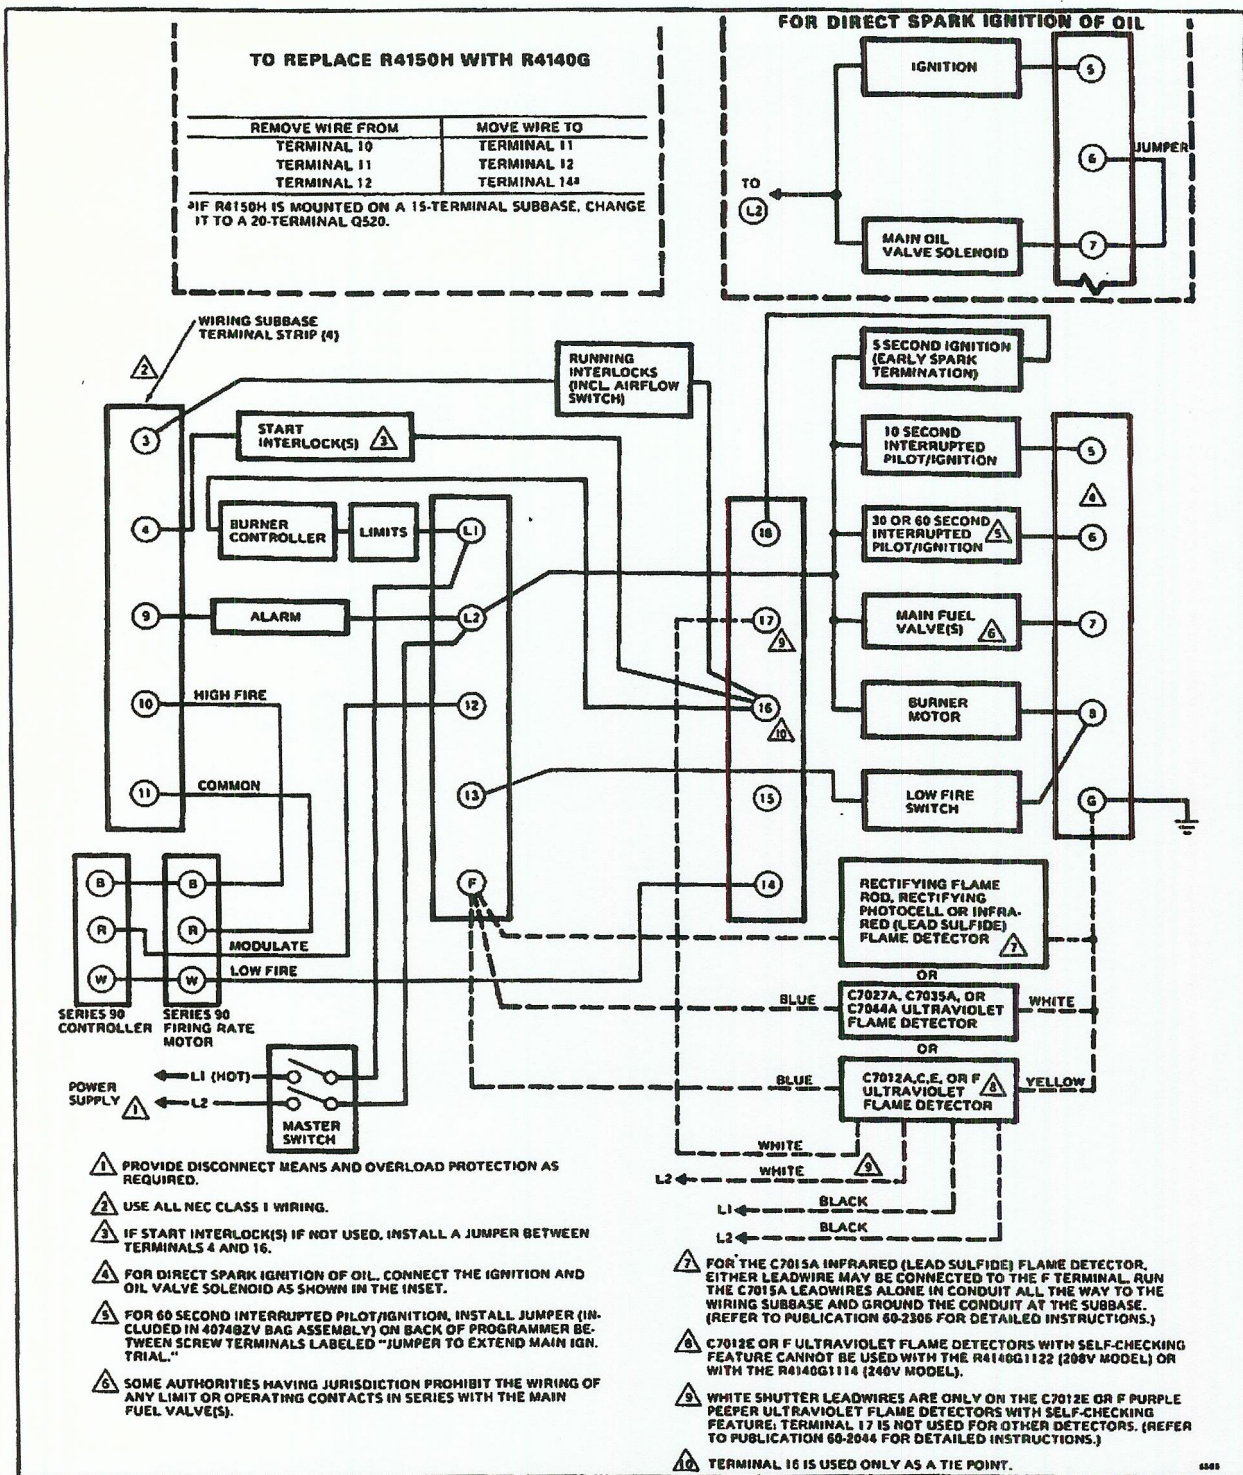 TO REPLACE R4150H WITH R4140G
REMOVE WIRE FROM MOVE WIRE TO
TERMINAL 10 TERMINAL 11
TERMINAL 11 TERMINAL 12
TERMINAL 12 TERMINAL 14a
aIF R4150H IS MOUNTED ON A 15-TERMINAL SUBBASE, CHANGE
IT TO A 20-TERMINAL Q520.
FOR DIRECT SPARK IGNITION OF OIL
IGNITION
5
6
JUMPER
TO
L2
MAIN OIL
VALVE SOLENOID
7
WIRING SUBBASE
TERMINAL STRIP (4)
2
3
4
9
10
11
RUNNING
INTERLOCKS
(INCL. AIRFLOW
SWITCH)
START
INTERLOCK(S) 3
BURNER
CONTROLLER
LIMITS
ALARM
HIGH FIRE
COMMON
L1
L2
12
13
F
18
17
9
16
10
15
14
5 SECOND IGNITION
(EARLY SPARK
TERMINATION)
10 SECOND
INTERRUPTED
PILOT/IGNITION
30 OR 60 SECOND
INTERRUPTED 5
PILOT/IGNITION
MAIN FUEL
VALVE(S) 6
BURNER
MOTOR
LOW FIRE
SWITCH
5
4
6
7
8
G
B
R
W
B
R
W
MODULATE
LOW FIRE
SERIES 90
CONTROLLER
SERIES 90
FIRING RATE
MOTOR
RECTIFYING FLAME
ROD, RECTIFYING
PHOTOCELL OR INFRA-
RED (LEAD SULFIDE)
FLAME DETECTOR 7
OR
BLUE
C7027A, C7035A, OR
C7044A ULTRAVIOLET
FLAME DETECTOR
WHITE
OR
BLUE
C7012A,C,E, OR F
ULTRAVIOLET 8
FLAME DETECTOR
YELLOW
POWER
SUPPLY 1
L1 (HOT)
L2
MASTER
SWITCH
WHITE
9
L2 WHITE
L1 BLACK
L2 BLACK
1 PROVIDE DISCONNECT MEANS AND OVERLOAD PROTECTION AS
REQUIRED.
2 USE ALL NEC CLASS 1 WIRING.
3 IF START INTERLOCK(S) IF NOT USED, INSTALL A JUMPER BETWEEN
TERMINALS 4 AND 16.
4 FOR DIRECT SPARK IGNITION OF OIL, CONNECT THE IGNITION AND
OIL VALVE SOLENOID AS SHOWN IN THE INSET.
5 FOR 60 SECOND INTERRUPTED PILOT/IGNITION, INSTALL JUMPER (IN-
CLUDED IN 4074BZV BAG ASSEMBLY) ON BACK OF PROGRAMMER BE-
TWEEN SCREW TERMINALS LABELED "JUMPER TO EXTEND MAIN IGN.
TRIAL."
6 SOME AUTHORITIES HAVING JURISDICTION PROHIBIT THE WIRING OF
ANY LIMIT OR OPERATING CONTACTS IN SERIES WITH THE MAIN
FUEL VALVE(S).
7 FOR THE C7015A INFRARED (LEAD SULFIDE) FLAME DETECTOR,
EITHER LEADWIRE MAY BE CONNECTED TO THE F TERMINAL. RUN
THE C7015A LEADWIRES ALONE IN CONDUIT ALL THE WAY TO THE
WIRING SUBBASE AND GROUND THE CONDUIT AT THE SUBBASE.
(REFER TO PUBLICATION 60-2306 FOR DETAILED INSTRUCTIONS.)
8 C7012E OR F ULTRAVIOLET FLAME DETECTORS WITH SELF-CHECKING
FEATURE CANNOT BE USED WITH THE R4140G1122 (208V MODEL) OR
WITH THE R4140G1114 (240V MODEL).
9 WHITE SHUTTER LEADWIRES ARE ONLY ON THE C7012E OR F PURPLE
PEEPER ULTRAVIOLET FLAME DETECTORS WITH SELF-CHECKING
FEATURE; TERMINAL 17 IS NOT USED FOR OTHER DETECTORS. (REFER
TO PUBLICATION 60-2044 FOR DETAILED INSTRUCTIONS.)
10 TERMINAL 16 IS USED ONLY AS A TIE POINT.